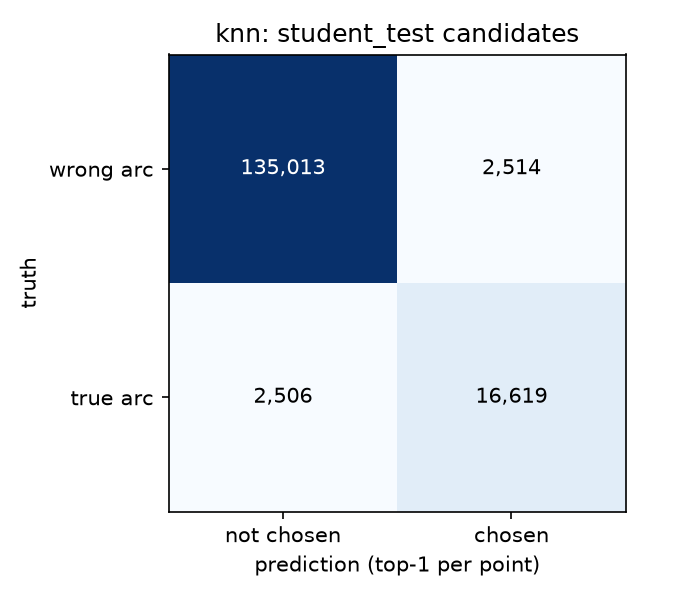 knn: student_test candidates
wrong arc
135,013
2,514
truth
true arc
2,506
16,619
not chosen
chosen
prediction (top-1 per point)